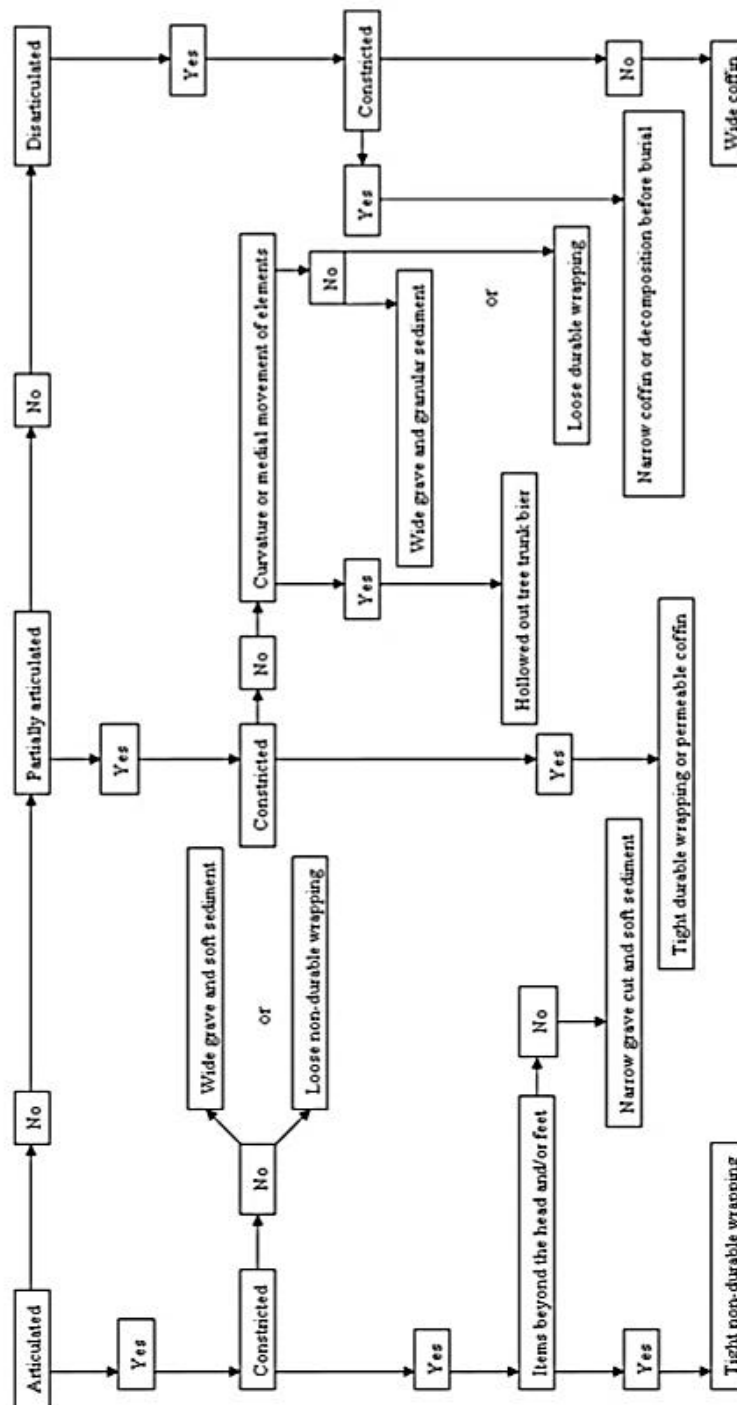 Articulated
No
Partially articulated
No
Disarticulated
Yes
Yes
Yes
Constricted
No
Wide grave and soft sediment
or
Loose non-durable wrapping
Constricted
No
Curvature or medial movement of elements
Constricted
Yes
No
Yes
No
Wide grave and granular sediment
or
Loose durable wrapping
Yes
Hollowed out tree trunk bier
Narrow coffin or decomposition before burial
No
Wide coffin
Yes
Items beyond the head and/or feet
No
Narrow grave cut and soft sediment
Yes
Tight durable wrapping or permeable coffin
Yes
Tight non-durable wrapping